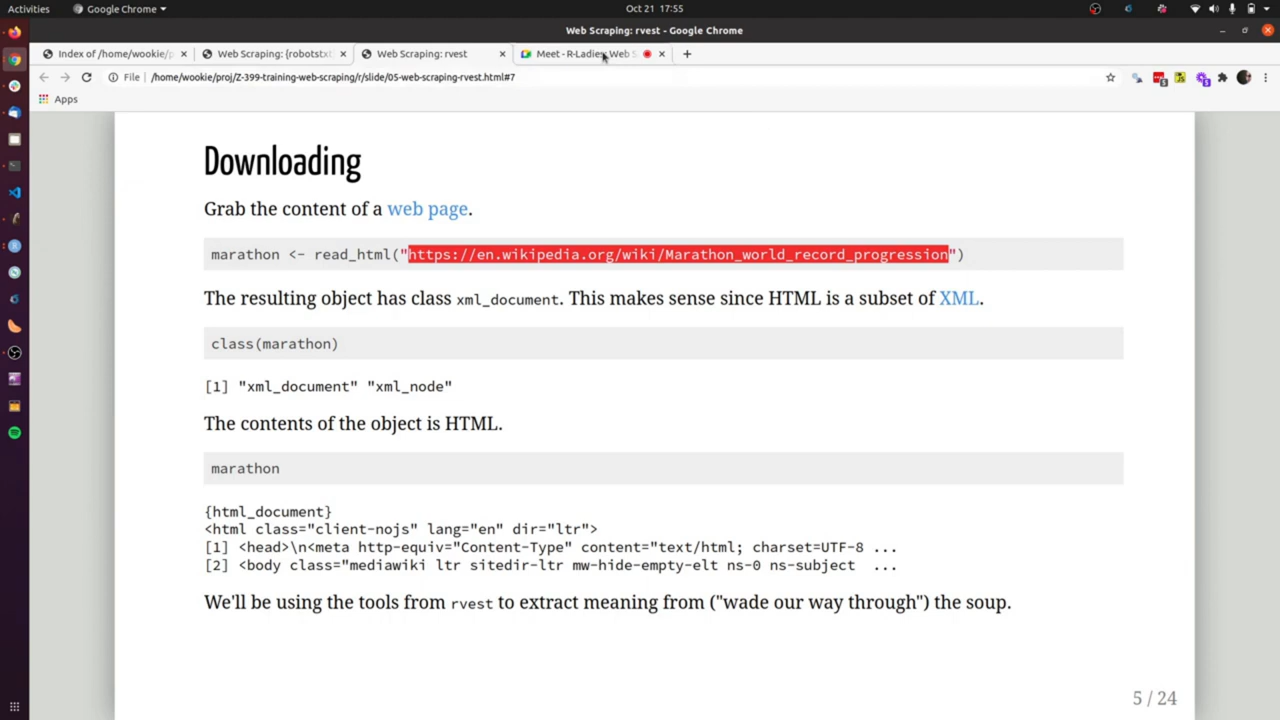 Activities
Google Chrome
Oct 21 17:55
Web Scraping: rvest - Google Chrome
Index of /home/wookie/p
Web Scraping: {robotstxt
Web Scraping: rvest
Meet - R-Ladies Web S
File
/home/wookie/proj/Z-399-training-web-scraping/r/slide/05-web-scraping-rvest.html#7
Apps
Downloading
Grab the content of a web page.
marathon <- read_html("https://en.wikipedia.org/wiki/Marathon_world_record_progression")
The resulting object has class xml_document. This makes sense since HTML is a subset of XML.
class(marathon)
[1] "xml_document" "xml_node"
The contents of the object is HTML.
marathon
{html_document}
<html class="client-nojs" lang="en" dir="ltr">
[1] <head>\n<meta http-equiv="Content-Type" content="text/html; charset=UTF-8 ...
[2] <body class="mediawiki ltr sitedir-ltr mw-hide-empty-elt ns-0 ns-subject ...
We'll be using the tools from rvest to extract meaning from ("wade our way through") the soup.
5 / 24